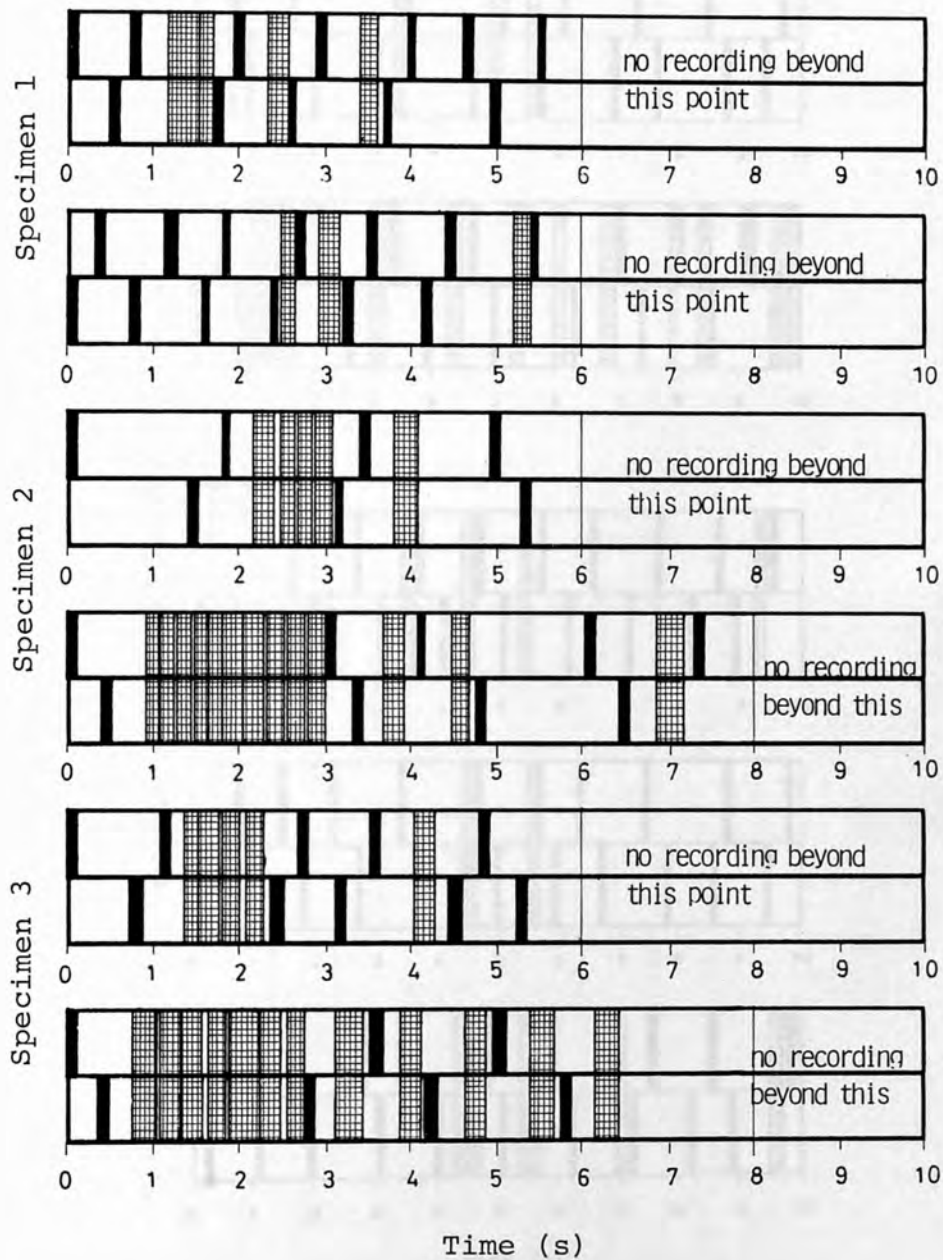 Specimen 1
no recording beyond
this point
0 1 2 3 4 5 6 7 8 9 10
no recording beyond
this point
0 1 2 3 4 5 6 7 8 9 10
Specimen 2
no recording beyond
this point
0 1 2 3 4 5 6 7 8 9 10
no recording
beyond this
0 1 2 3 4 5 6 7 8 9 10
Specimen 3
no recording beyond
this point
0 1 2 3 4 5 6 7 8 9 10
no recording
beyond this
0 1 2 3 4 5 6 7 8 9 10
Time (s)